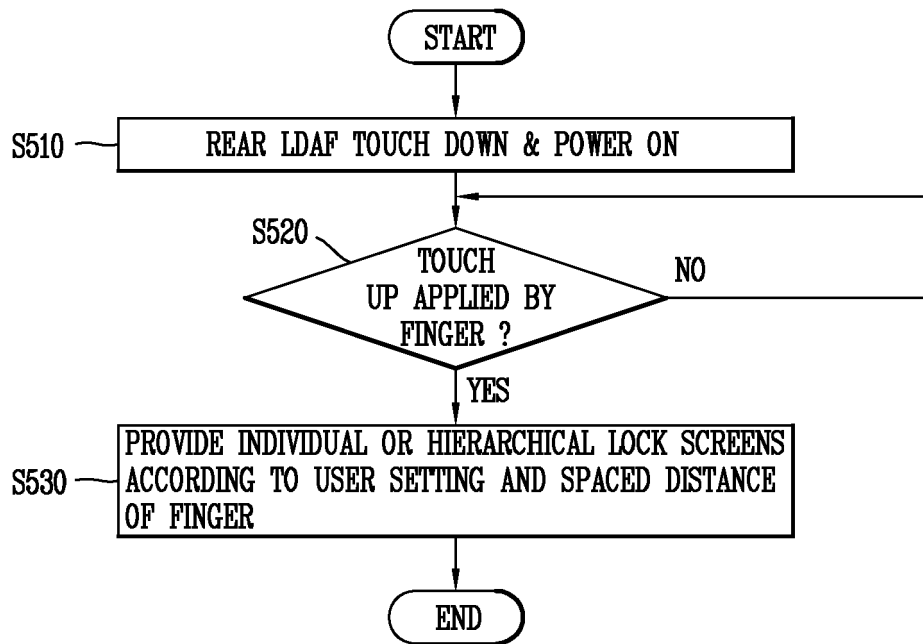 START
S510
REAR LDAF TOUCH DOWN & POWER ON
S520
TOUCH
UP APPLIED BY
FINGER ?
NO
YES
S530
PROVIDE INDIVIDUAL OR HIERARCHICAL LOCK SCREENS
ACCORDING TO USER SETTING AND SPACED DISTANCE
OF FINGER
END